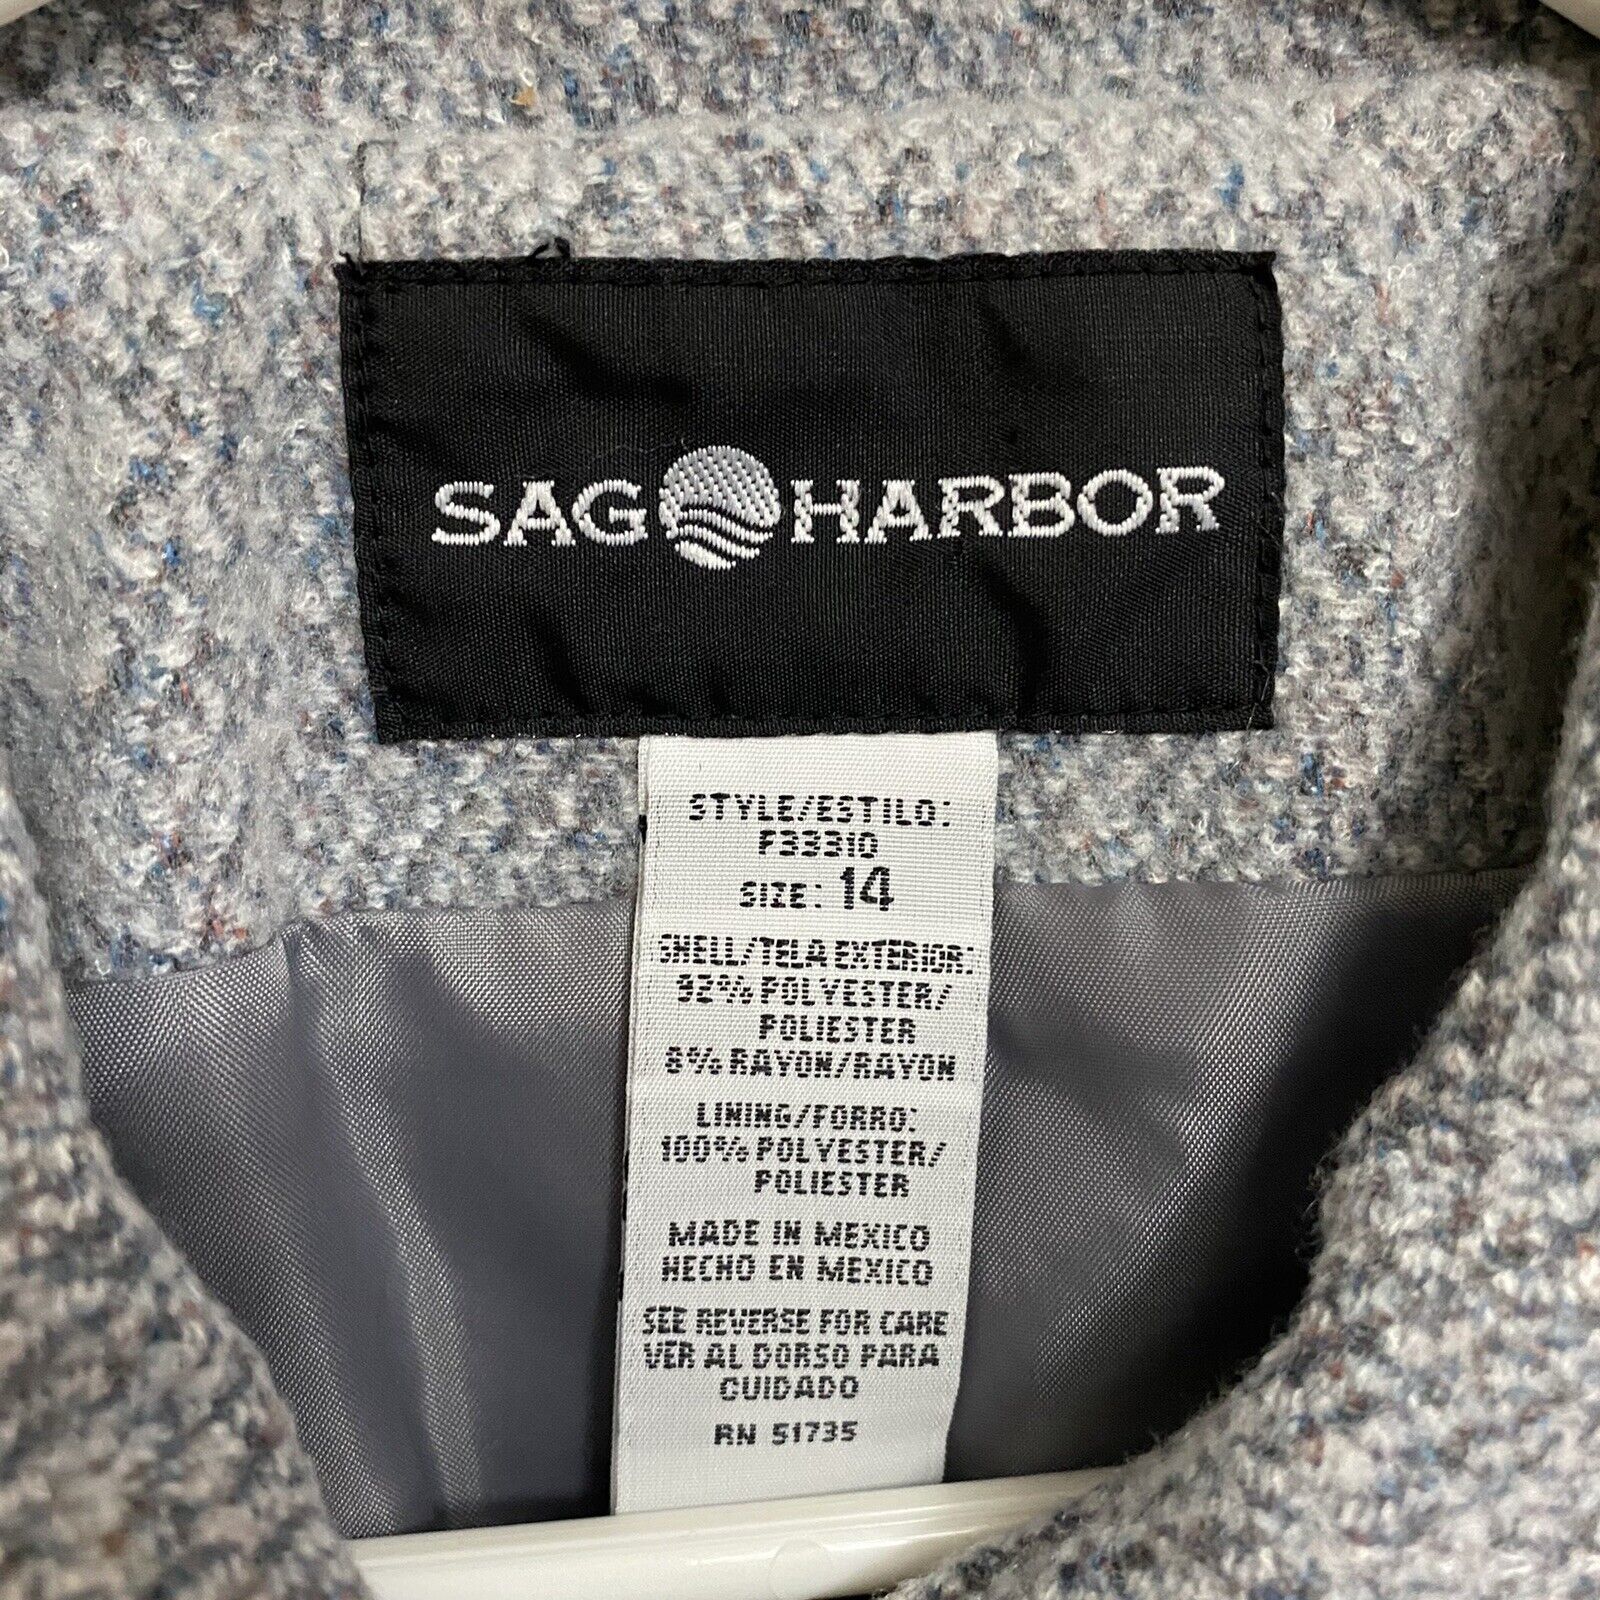 SAG HARBOR
STYLE/ESTILO:
F33310
SIZE: 14
SHELL/TELA EXTERIOR:
92% POLYESTER/
POLIESTER
8% RAYON/RAYON
LINING/FORRO:
100% POLYESTER/
POLIESTER
MADE IN MEXICO
HECHO EN MEXICO
SEE REVERSE FOR CARE
VER AL DORSO PARA
CUIDADO
RN 51735